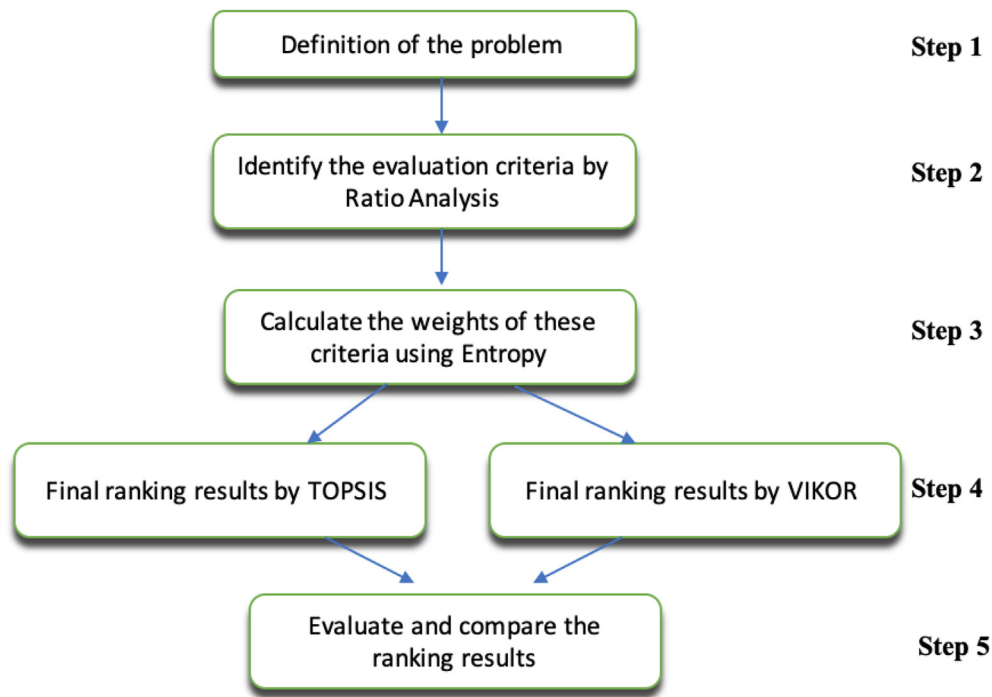 Definition of the problem
Step 1
Identify the evaluation criteria by
Ratio Analysis
Step 2
Calculate the weights of these
criteria using Entropy
Step 3
Final ranking results by TOPSIS
Final ranking results by VIKOR
Step 4
Evaluate and compare the
ranking results
Step 5